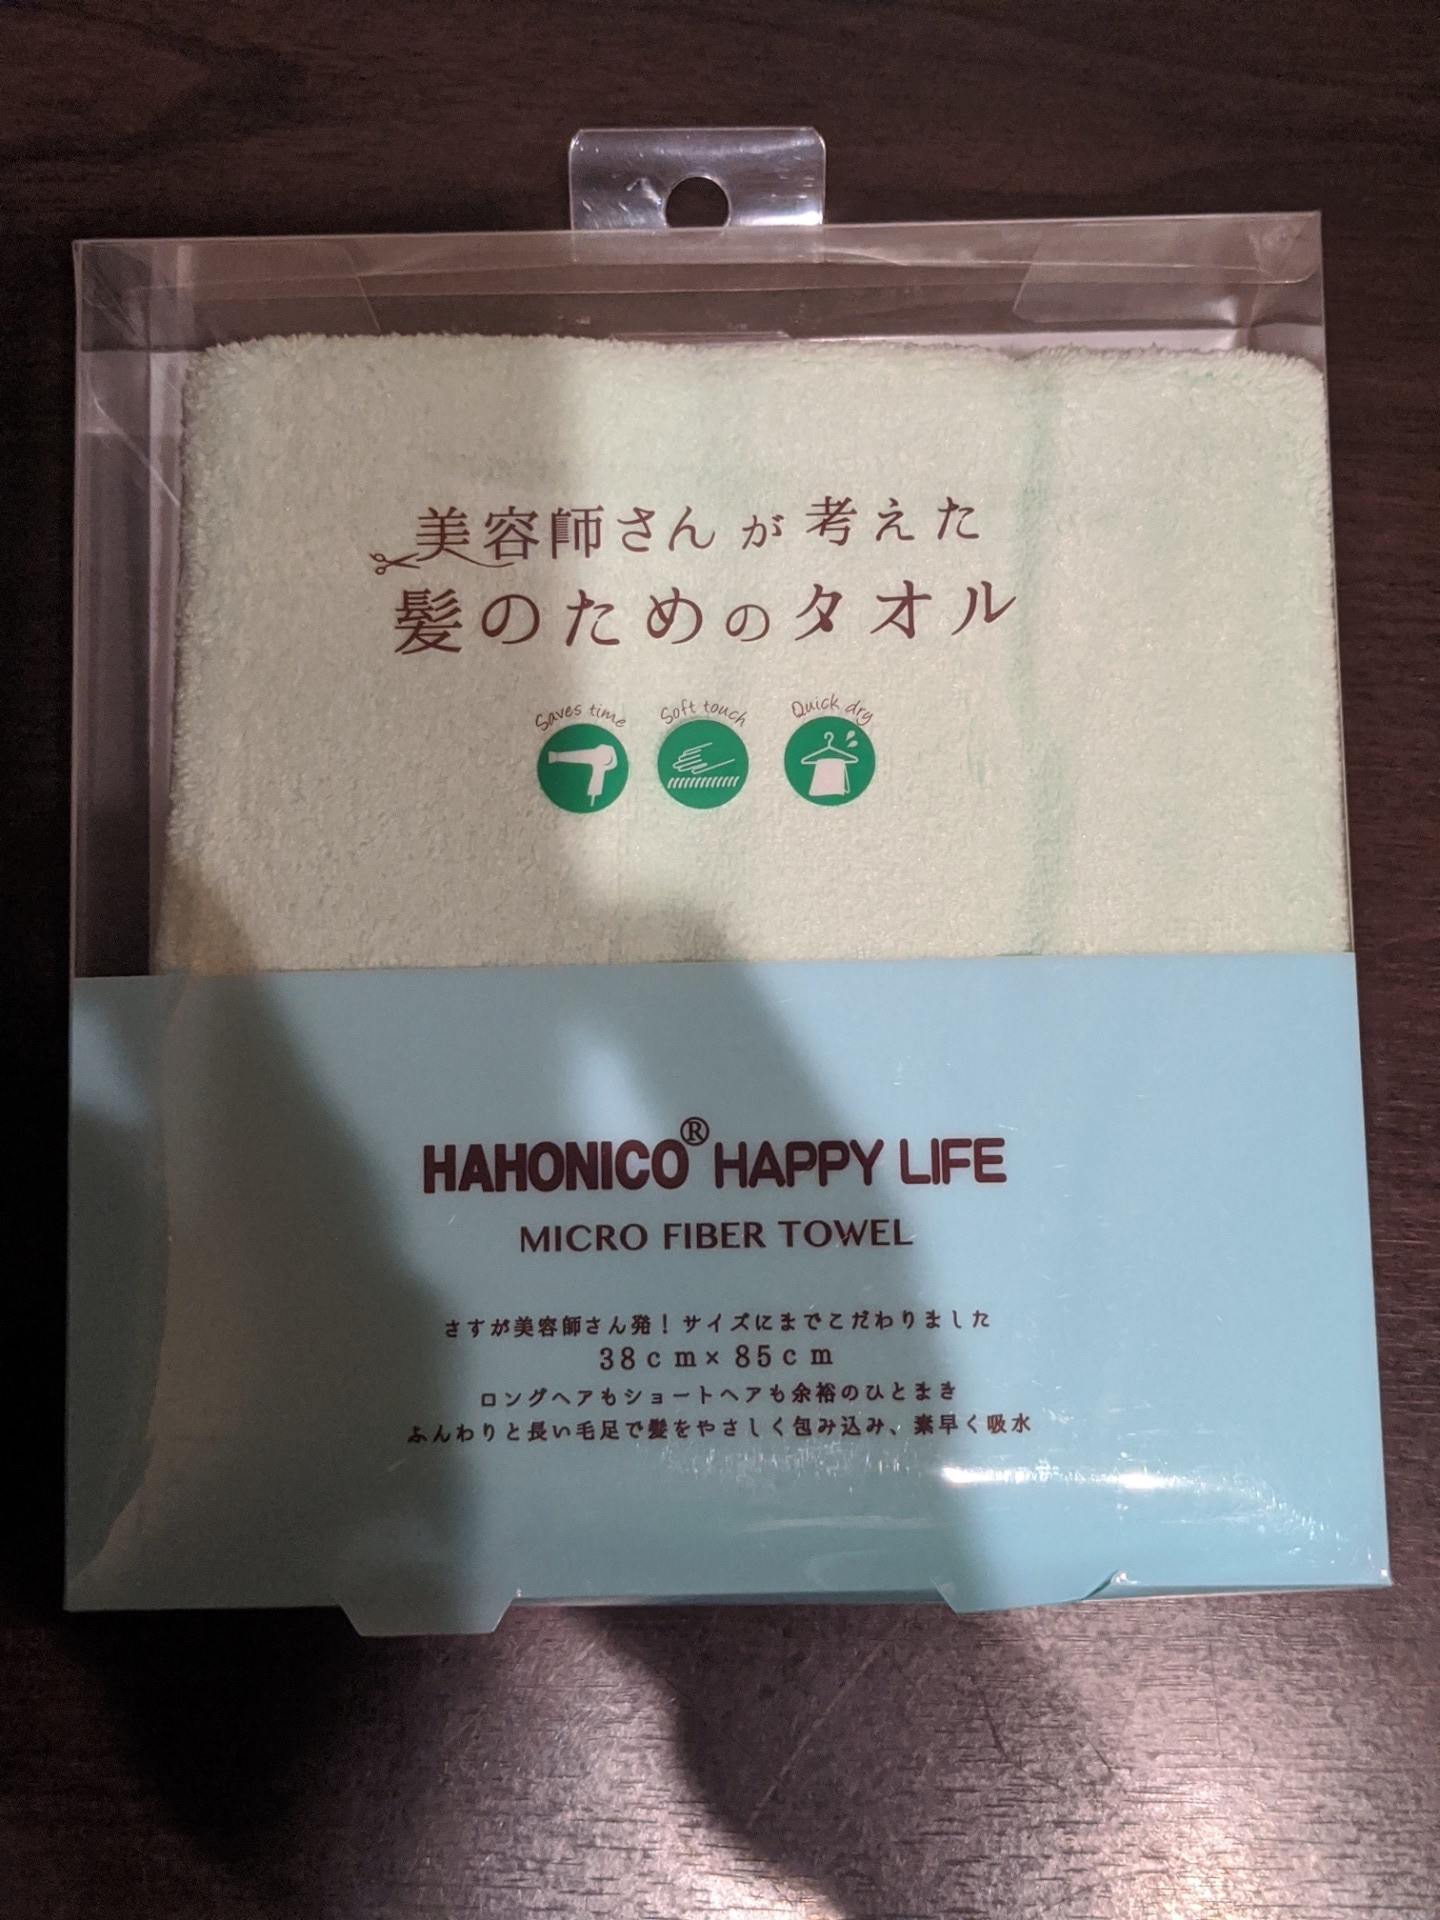 美容師さんが考えた
髪のためのタオル
Saves time Soft touch Quick dry
HAHONICO® HAPPY LIFE
MICRO FIBER TOWEL
さすが美容師さん発！サイズにまでこだわりました
38cm×85cm
ロングヘアもショートヘアも余裕のひとまき
ふんわりと長い毛足で髪をやさしく包み込み、素早く吸水